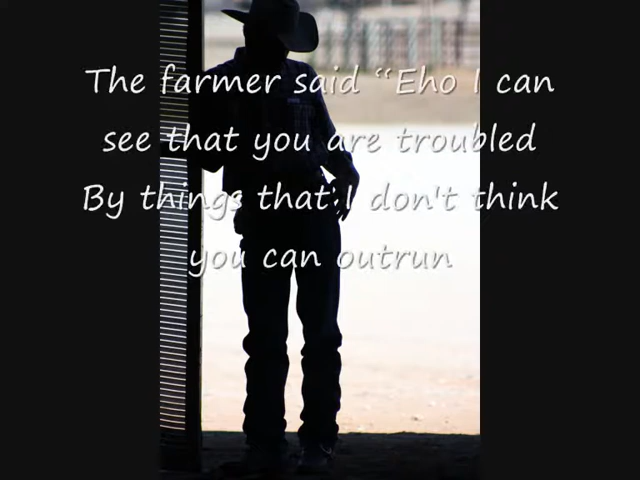 The farmer said “Eho I can
see that you are troubled
By things that I don't think
you can outrun